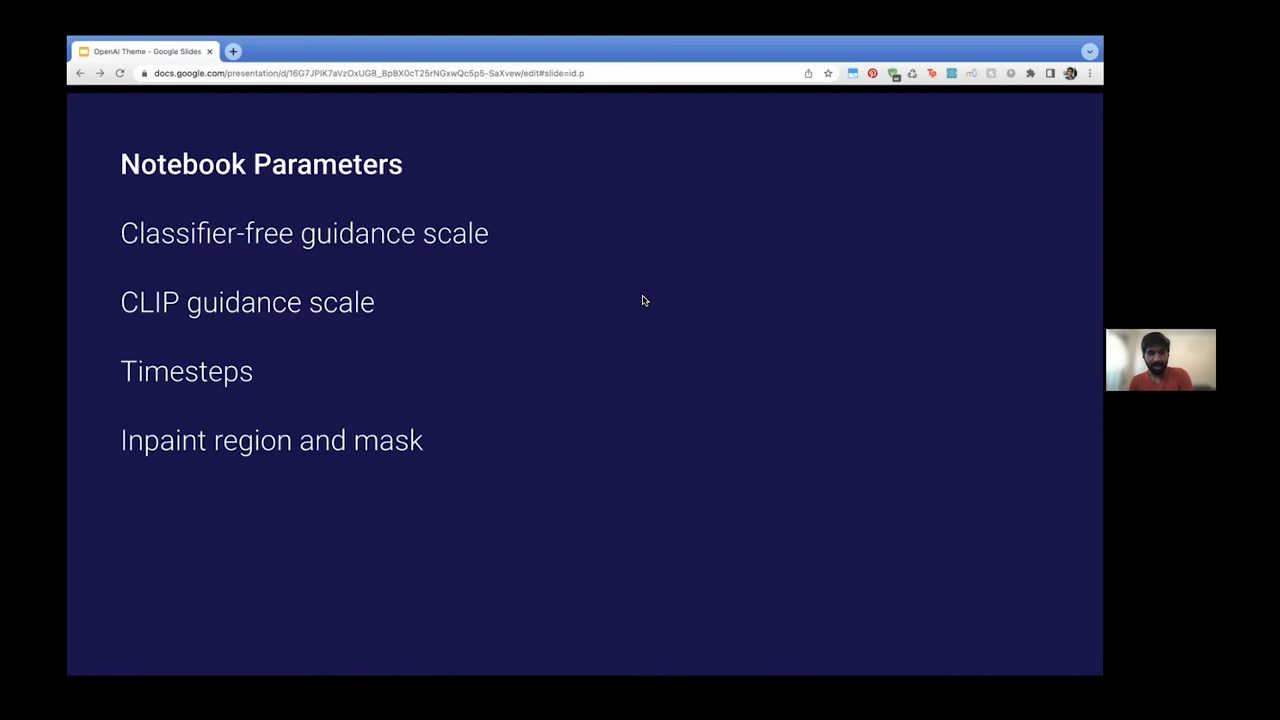 OpenAI Theme - Google Slides
docs.google.com/presentation/d/16G7JPIK7aVzOxUG8_Bp8X0cT25rNGxwQc5p5-SaXvew/edit#slide=id.p
Notebook Parameters
Classifier-free guidance scale
CLIP guidance scale
Timesteps
Inpaint region and mask